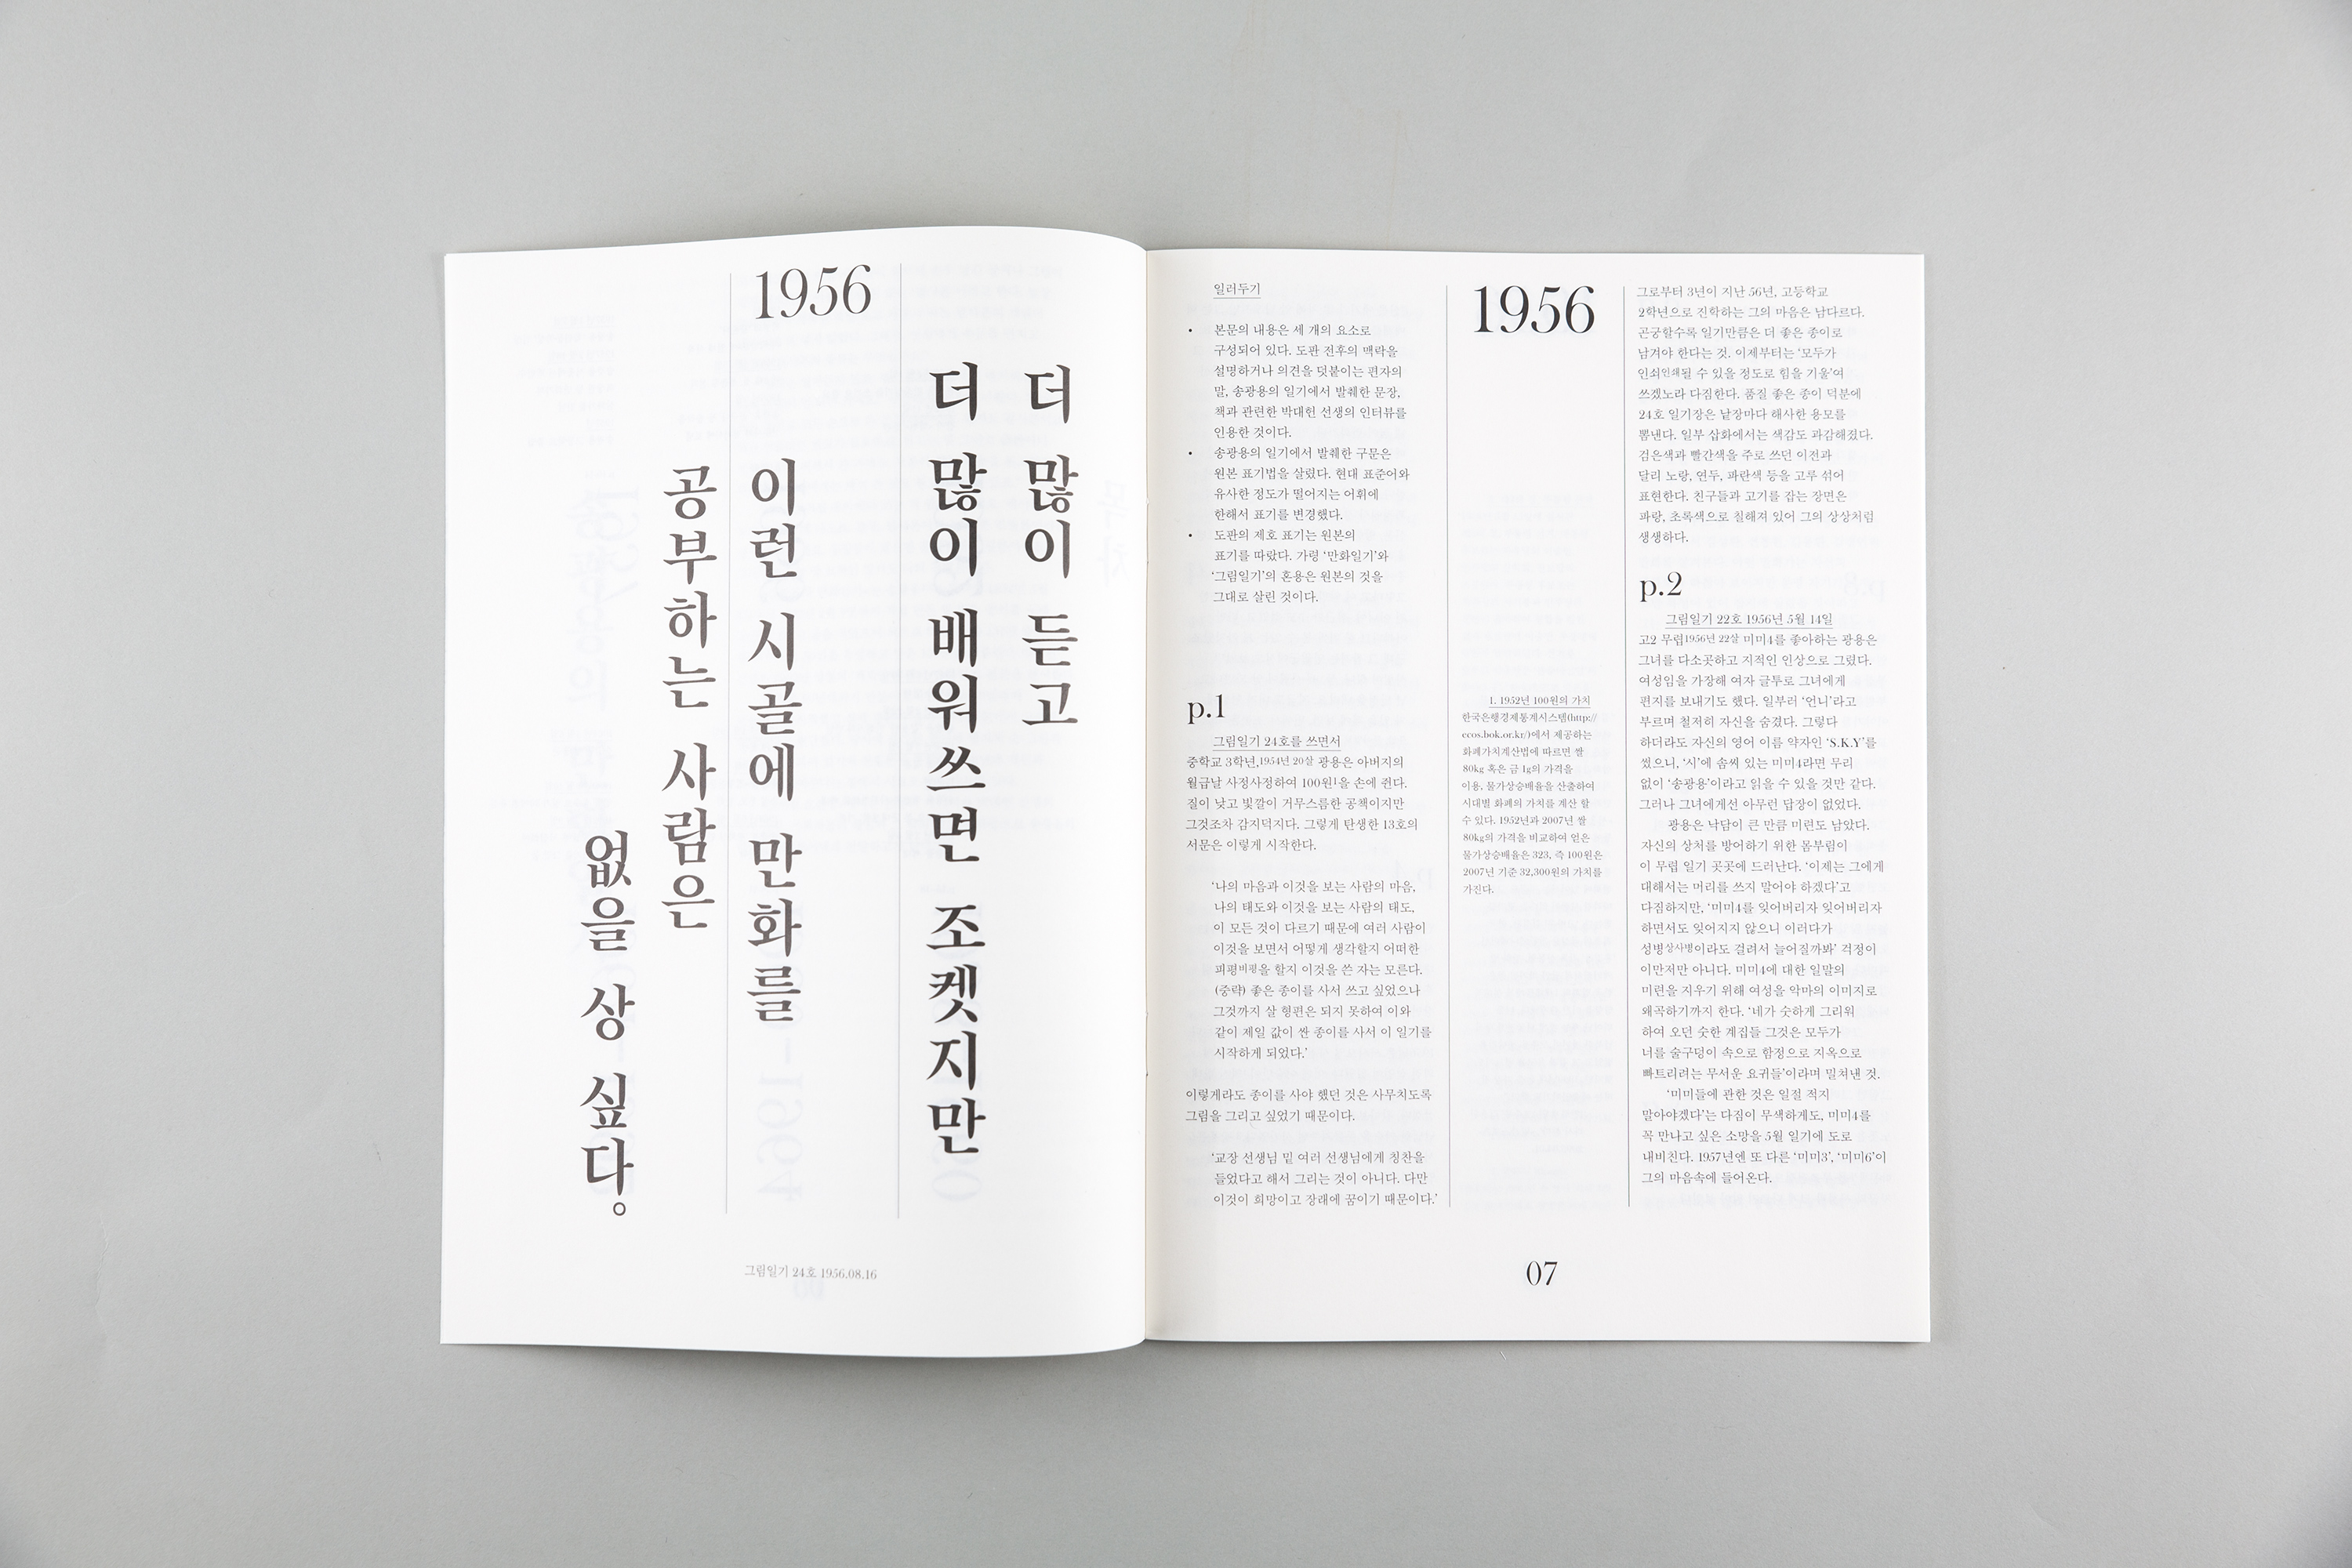 1956
더 많이 듣고
더 많이 배워쓰면 조켓지만
이런 시골에 만화를
공부하는 사람은
없을 상 싶다。
그림일기 24호 1956.08.16
일러두기
• 본문의 내용은 세 개의 요소로
구성되어 있다. 도판 전후의 맥락을
설명하거나 의견을 덧붙이는 편자의
말, 송광용의 일기에서 발췌한 문장,
책과 관련한 박대헌 선생의 인터뷰를
인용한 것이다.
• 송광용의 일기에서 발췌한 구문은
원본 표기법을 살렸다. 현대 표준어와
유사한 정도가 떨어지는 어휘에
한해서 표기를 변경했다.
• 도판의 제호 표기는 원본의
표기를 따랐다. 가령 ‘만화일기’와
‘그림일기’의 혼용은 원본의 것을
그대로 살린 것이다.
p.1
그림일기 24호를 쓰면서
중학교 3학년,1954년 20살 광용은 아버지의
월급날 사정사정하여 100원1을 손에 쥔다.
질이 낮고 빛깔이 거무스름한 공책이지만
그것조차 감지덕지다. 그렇게 탄생한 13호의
서문은 이렇게 시작한다.
‘나의 마음과 이것을 보는 사람의 마음,
나의 태도와 이것을 보는 사람의 태도,
이 모든 것이 다르기 때문에 여러 사람이
이것을 보면서 어떻게 생각할지 어떠한
펴평비평을 할지 이것을 쓴 자는 모른다.
(중략) 좋은 종이를 사서 쓰고 싶었으나
그것까지 살 형편은 되지 못하여 이와
같이 제일 값이 싼 종이를 사서 이 일기를
시작하게 되었다.’
이렇게라도 종이를 사야 했던 것은 사무치도록
그림을 그리고 싶었기 때문이다.
‘교장 선생님 밑 여러 선생님에게 칭찬을
들었다고 해서 그리는 것이 아니다. 다만
이것이 희망이고 장래에 꿈이기 때문이다.’
1956
1. 1952년 100원의 가치
한국은행경제통계시스템(http://
ecos.bok.or.kr/)에서 제공하는
화폐가치계산법에 따르면 쌀
80kg 혹은 금 1g의 가격을
이용, 물가상승배율을 산출하여
시대별 화폐의 가치를 계산 할
수 있다. 1952년과 2007년 쌀
80kg의 가격을 비교하여 얻은
물가상승배율은 323, 즉 100원은
2007년 기준 32,300원의 가치를
가진다.
그로부터 3년이 지난 56년, 고등학교
2학년으로 진학하는 그의 마음은 남다르다.
곤궁할수록 일기만큼은 더 좋은 종이로
남겨야 한다는 것. 이제부터는 ‘모두가
인쇠인쇄될 수 있을 정도로 힘을 기울’여
쓰겠노라 다짐한다. 품질 좋은 종이 덕분에
24호 일기장은 낱장마다 해사한 용모를
뽐낸다. 일부 삽화에서는 색감도 과감해졌다.
검은색과 빨간색을 주로 쓰던 이전과
달리 노랑, 연두, 파란색 등을 고루 섞어
표현한다. 친구들과 고기를 잡는 장면은
파랑, 초록색으로 칠해져 있어 그의 상상처럼
생생하다.
p.2
그림일기 22호 1956년 5월 14일
고2 무렵1956년 22살 미미4를 좋아하는 광용은
그녀를 다소곳하고 지적인 인상으로 그렸다.
여성임을 가장해 여자 글투로 그녀에게
편지를 보내기도 했다. 일부러 ‘언니’라고
부르며 철저히 자신을 숨겼다. 그렇다
하더라도 자신의 영어 이름 약자인 ‘S.K.Y’를
썼으니, ‘시’에 솜씨 있는 미미4라면 무리
없이 ‘송광용’이라고 읽을 수 있을 것만 같다.
그러나 그녀에게선 아무런 답장이 없었다.
광용은 낙담이 큰 만큼 미련도 남았다.
자신의 상처를 방어하기 위한 몸부림이
이 무렵 일기 곳곳에 드러난다. ‘이제는 그에게
대해서는 머리를 쓰지 말어야 하겠다’고
다짐하지만, ‘미미4를 잊어버리자 잊어버리자
하면서도 잊어지지 않으니 이러다가
성병상사병이라도 걸려서 늘어질까봐’ 걱정이
이만저만 아니다. 미미4에 대한 일말의
미련을 지우기 위해 여성을 악마의 이미지로
왜곡하기까지 한다. ‘네가 숫하게 그리워
하여 오던 숫한 계집들 그것은 모두가
너를 술구덩이 속으로 함정으로 지옥으로
빠트리려는 무서운 요귀들’이라며 밀쳐낸 것.
‘미미들에 관한 것은 일절 적지
말아야겠다’는 다짐이 무색하게도, 미미4를
꼭 만나고 싶은 소망을 5월 일기에 도로
내비친다. 1957년엔 또 다른 ‘미미3’, ‘미미6’이
그의 마음속에 들어온다.
07